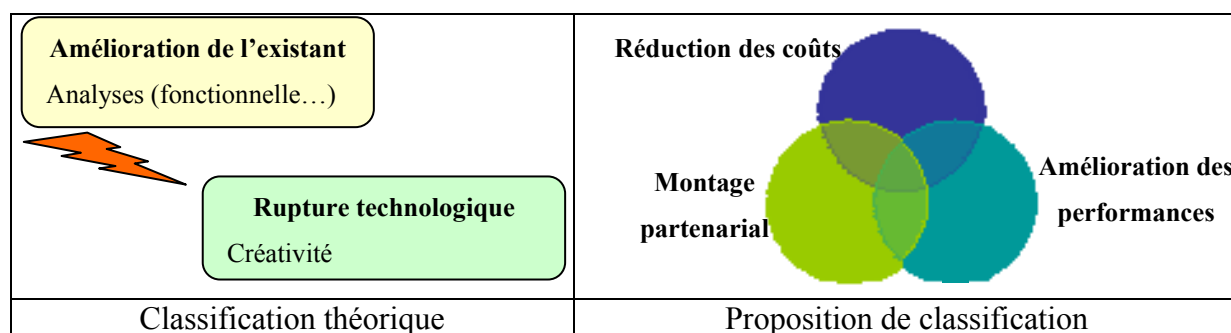 Amélioration de l’existant
Analyses (fonctionnelle…)
Rupture technologique
Créativité
Classification théorique
Réduction des coûts
Montage
partenarial
Amélioration des
performances
Proposition de classification